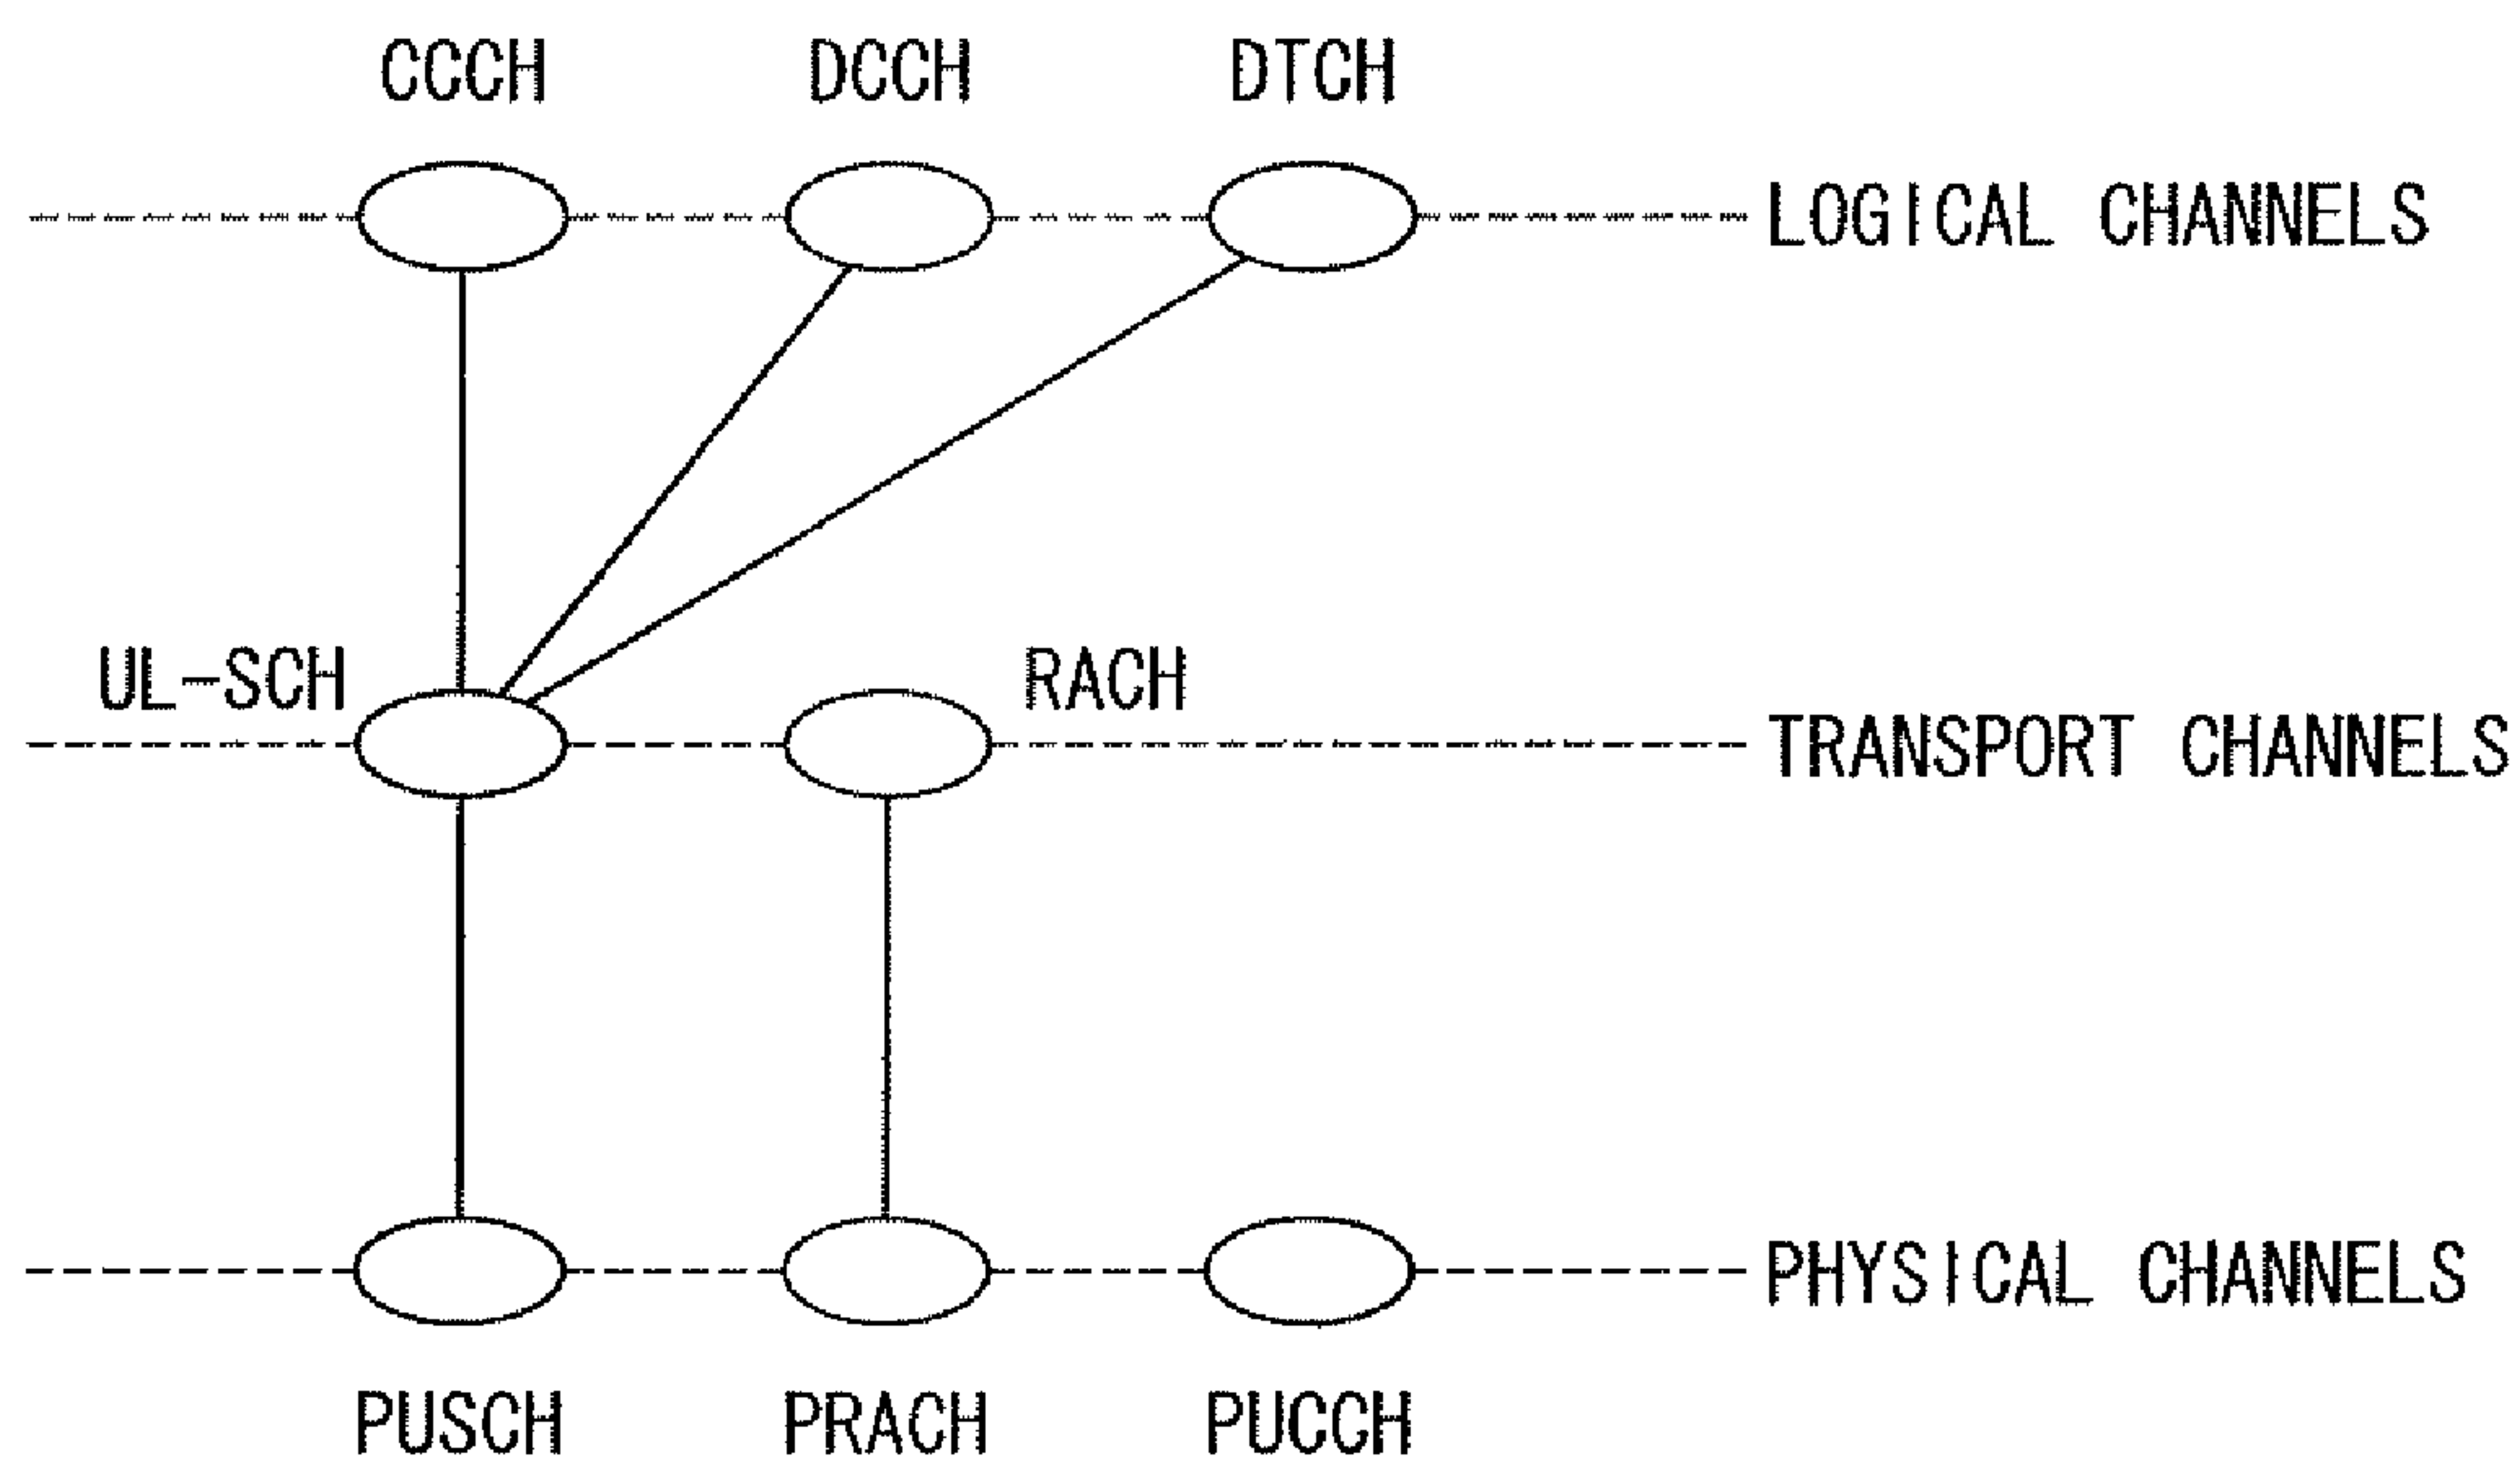 CCCH DCCH DTCH
LOGICAL CHANNELS
UL-SCH RACH
TRANSPORT CHANNELS
PHYSICAL CHANNELS
PUSCH PRACH PUCCH